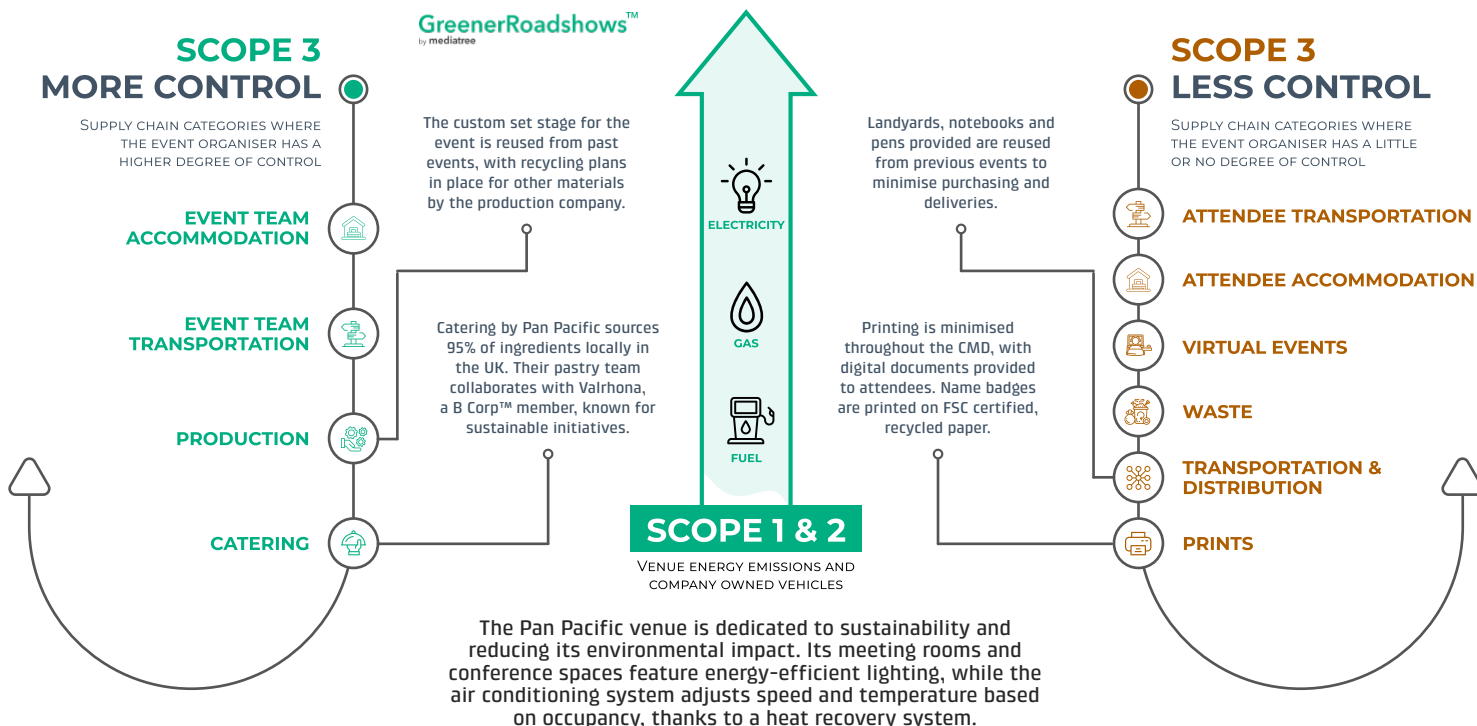 GreenerRoadshows™
by mediatree
SCOPE 3
MORE CONTROL
SUPPLY CHAIN CATEGORIES WHERE
THE EVENT ORGANISER HAS A
HIGHER DEGREE OF CONTROL
EVENT TEAM
ACCOMMODATION
EVENT TEAM
TRANSPORTATION
PRODUCTION
CATERING
The custom set stage for the
event is reused from past
events, with recycling plans
in place for other materials
by the production company.
Catering by Pan Pacific sources
95% of ingredients locally in
the UK. Their pastry team
collaborates with Valrhona,
a B Corp™ member, known for
sustainable initiatives.
ELECTRICITY
GAS
FUEL
SCOPE 1 & 2
VENUE ENERGY EMISSIONS AND
COMPANY OWNED VEHICLES
Landyards, notebooks and
pens provided are reused
from previous events to
minimise purchasing and
deliveries.
Printing is minimised
throughout the CMD, with
digital documents provided
to attendees. Name badges
are printed on FSC certified,
recycled paper.
SCOPE 3
LESS CONTROL
SUPPLY CHAIN CATEGORIES WHERE
THE EVENT ORGANISER HAS A LITTLE
OR NO DEGREE OF CONTROL
ATTENDEE TRANSPORTATION
ATTENDEE ACCOMMODATION
VIRTUAL EVENTS
WASTE
TRANSPORTATION &
DISTRIBUTION
PRINTS
The Pan Pacific venue is dedicated to sustainability and
reducing its environmental impact. Its meeting rooms and
conference spaces feature energy-efficient lighting, while the
air conditioning system adjusts speed and temperature based
on occupancy, thanks to a heat recovery system.